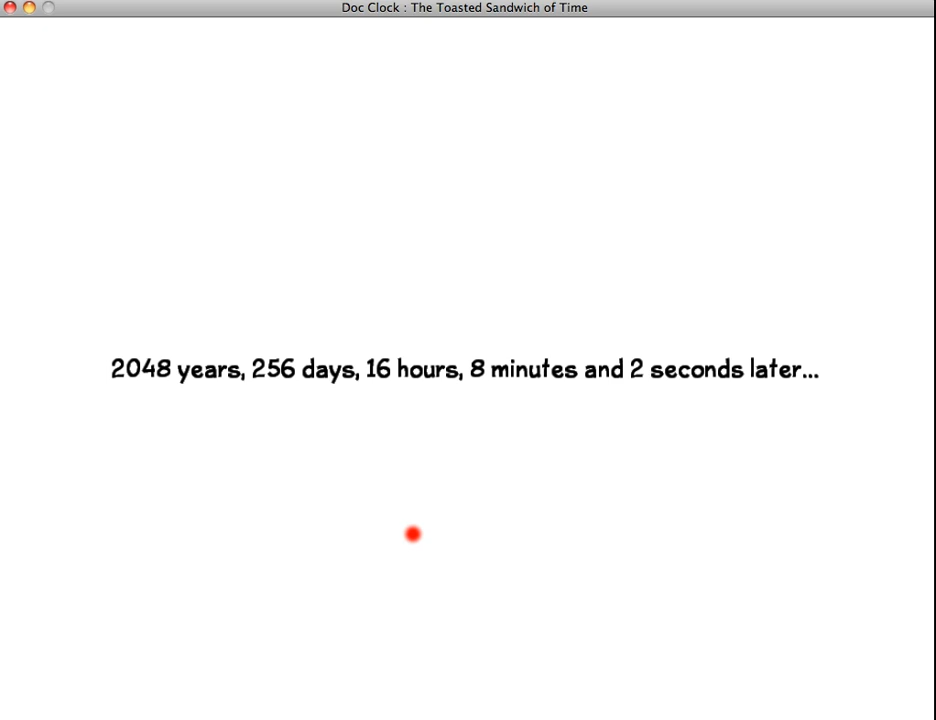 Doc Clock : The Toasted Sandwich of Time
2048 years, 256 days, 16 hours, 8 minutes and 2 seconds later...